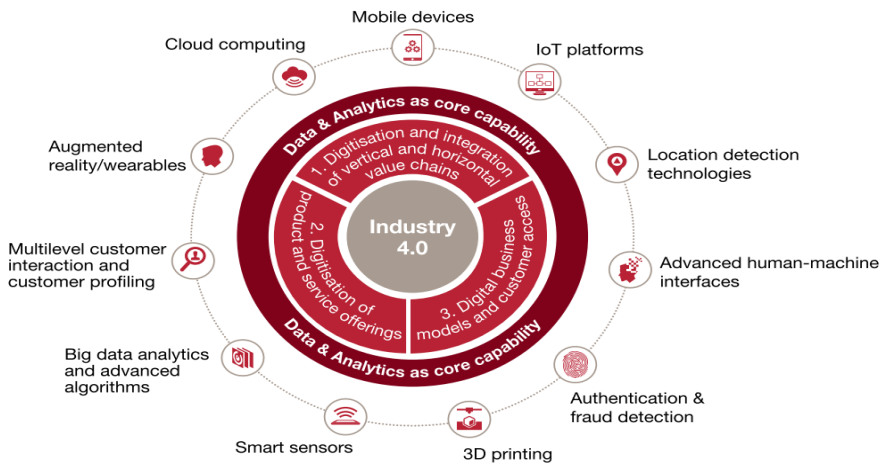 Mobile devices
Cloud computing
IoT platforms
Augmented
reality/wearables
Location detection
technologies
Multilevel customer
interaction and
customer profiling
Advanced human-machine
interfaces
Big data analytics
and advanced
algorithms
Authentication &
fraud detection
Smart sensors
3D printing
Data & Analytics as core capability
1. Digitisation and integration
of vertical and horizontal
value chains
Industry
4.0
2. Digitisation of
product and service offerings
3. Digital business
models and customer access
Data & Analytics as core capability